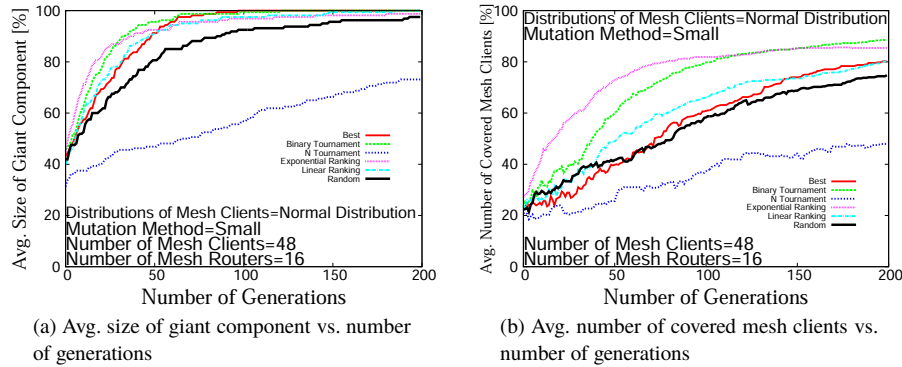 Avg. Size of Giant Component [%]
100
80
60
40
20
0
0
50
100
150
200
Best
Binary Tournament
N Tournament
Exponential Ranking
Linear Ranking
Random
Distributions of Mesh Clients=Normal Distribution
Mutation Method=Small
Number of Mesh Clients=48
Number of Mesh Routers=16
Number of Generations
(a) Avg. size of giant component vs. number
of generations
Avg. Number of Covered Mesh Clients [%]
100
80
60
40
20
0
0
50
100
150
200
Distributions of Mesh Clients=Normal Distribution
Mutation Method=Small
Best
Binary Tournament
N Tournament
Exponential Ranking
Linear Ranking
Random
Number of Mesh Clients=48
Number of Mesh Routers=16
Number of Generations
(b) Avg. number of covered mesh clients vs.
number of generations